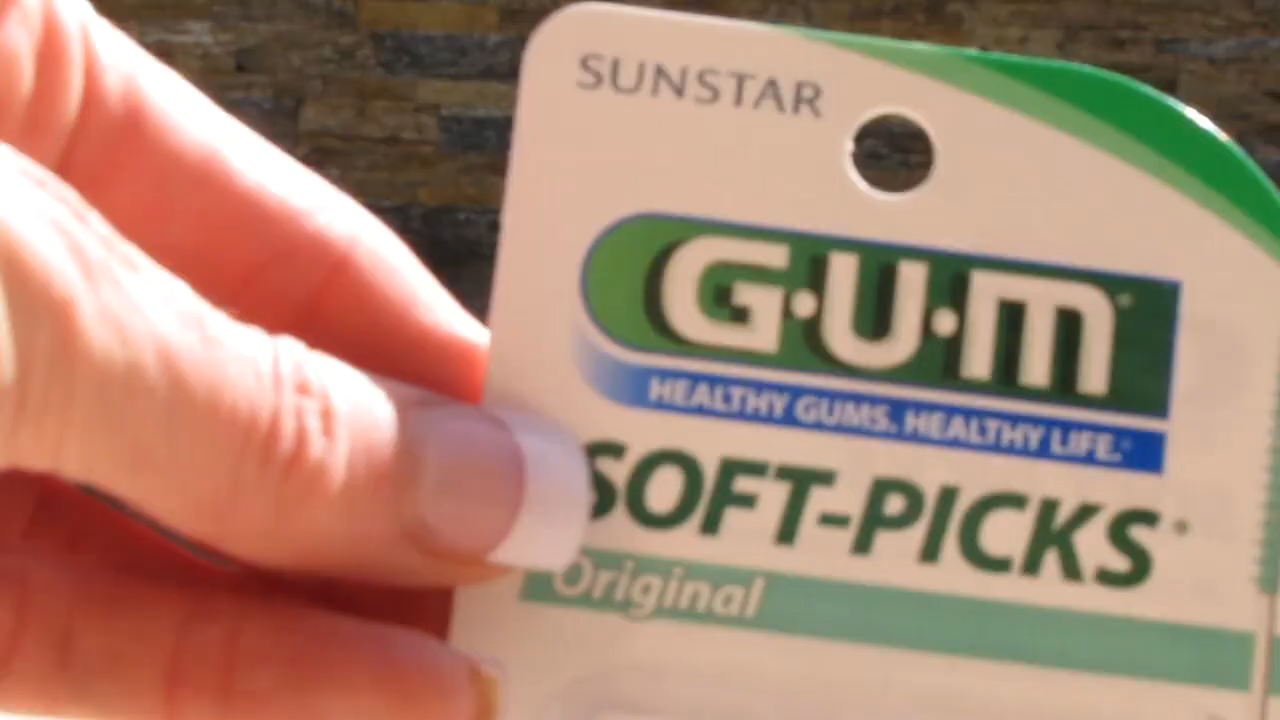 SUNSTAR
G·U·M®
HEALTHY GUMS. HEALTHY LIFE.®
SOFT-PICKS®
Original